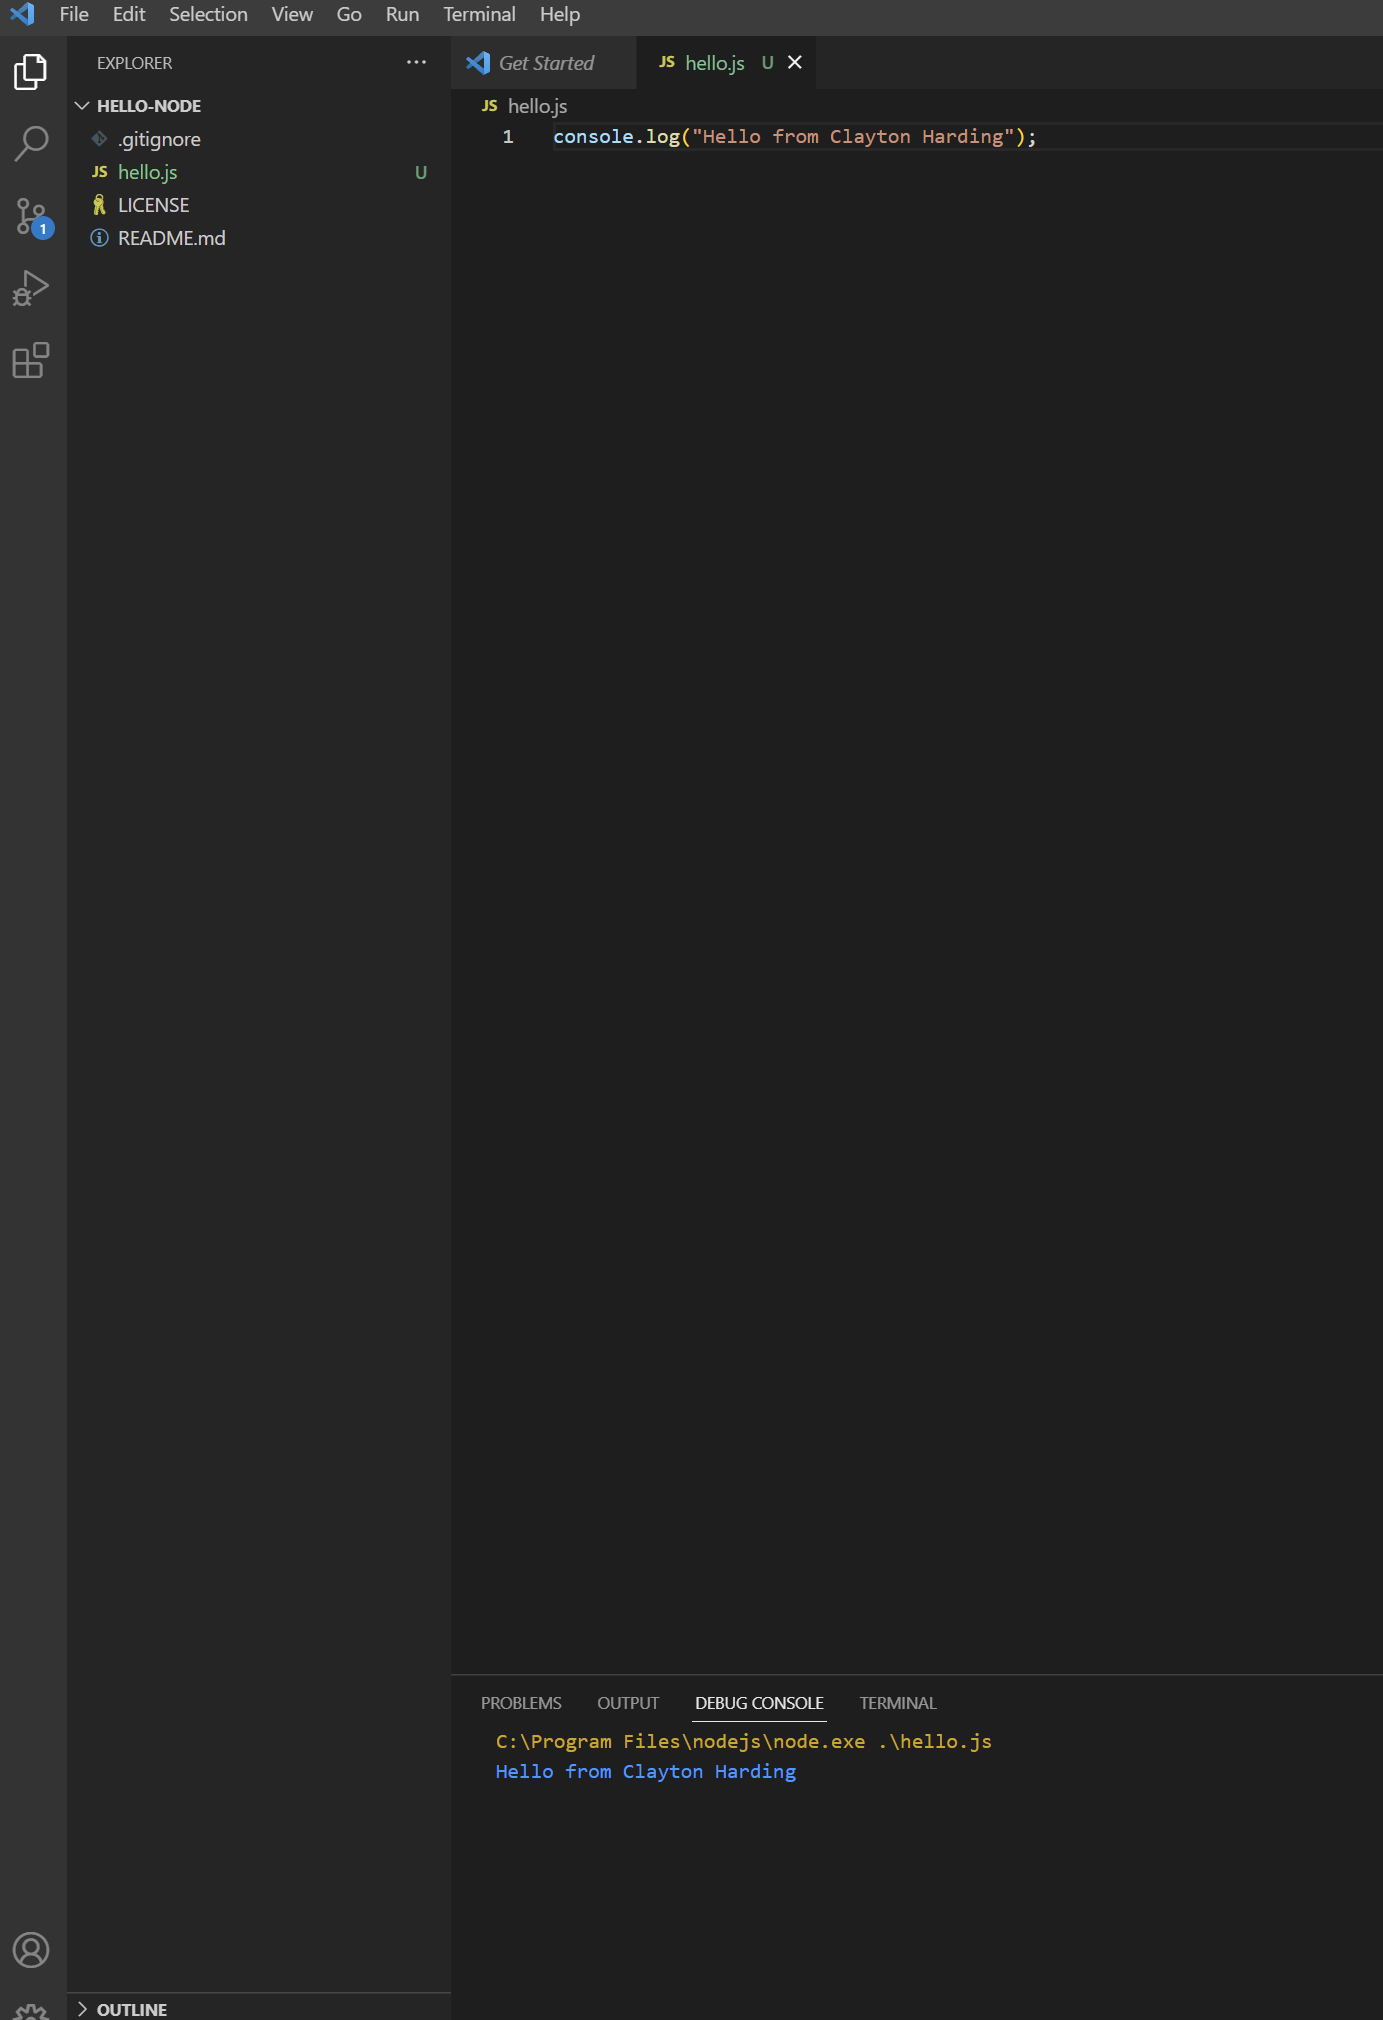 File Edit Selection View Go Run Terminal Help
EXPLORER ···
HELLO-NODE
.gitignore
JS hello.js U
LICENSE
README.md
OUTLINE
1
Get Started JS hello.js U
JS hello.js
1 console.log("Hello from Clayton Harding");
PROBLEMS OUTPUT DEBUG CONSOLE TERMINAL
C:\Program Files\nodejs\node.exe .\hello.js
Hello from Clayton Harding